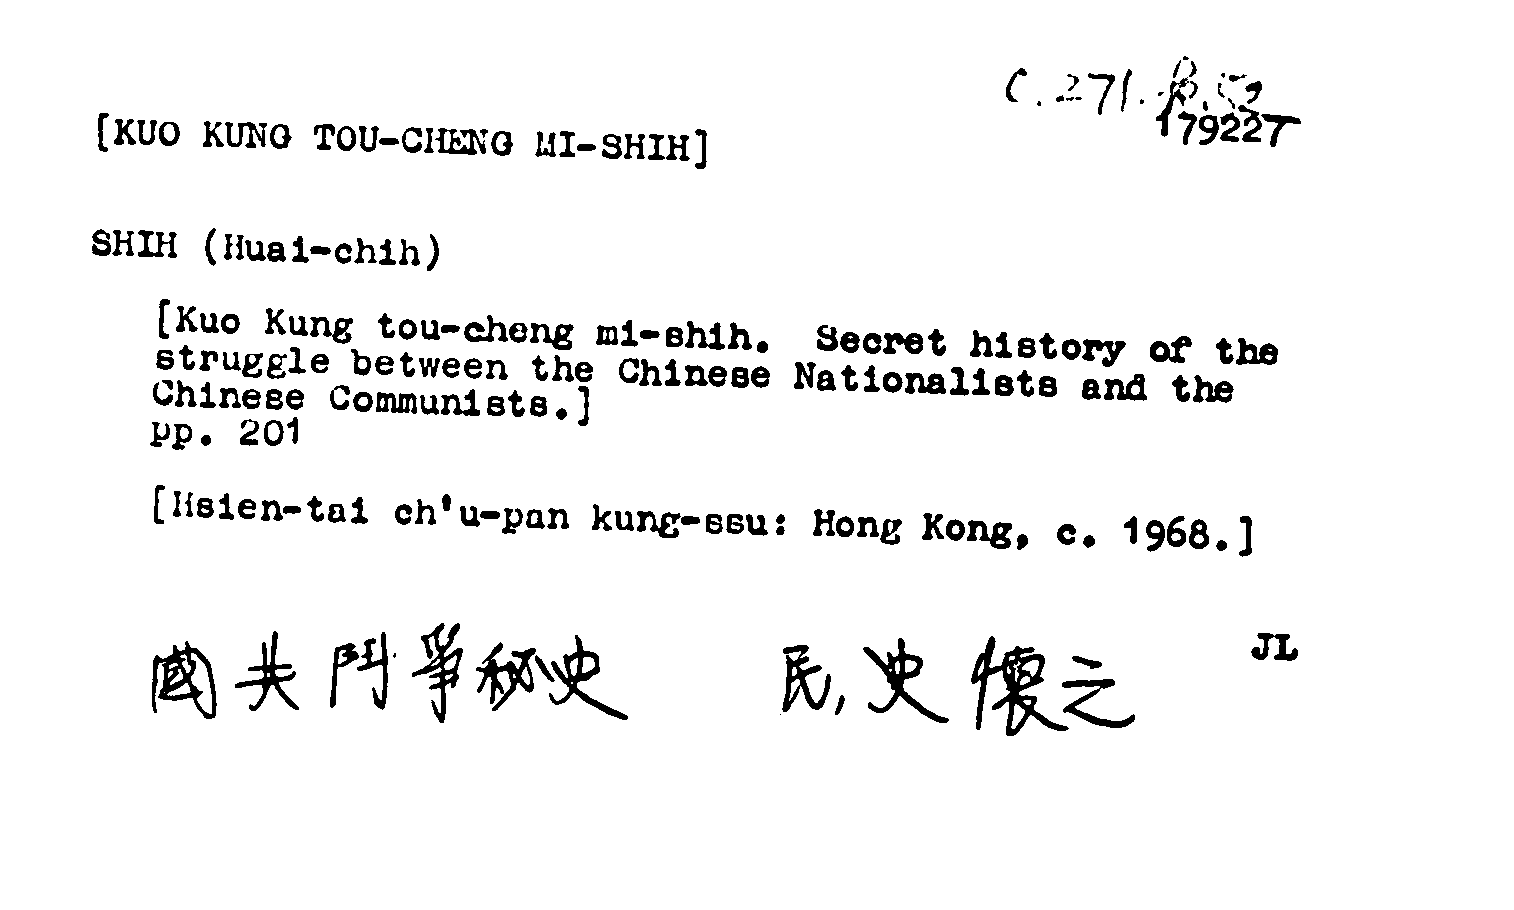 C.271.
179227
[KUO KUNG TOU-CHENG MI-SHIH]
SHIH (Huai-chih)
[Kuo Kung tou-cheng mi-shih. Secret history of the
struggle between the Chinese Nationalists and the
Chinese Communists.]
pp. 201
[Hsien-tai ch'u-pan kung-ssu: Hong Kong, c. 1968.]
JL
國共鬥爭秘史 民, 史懷之